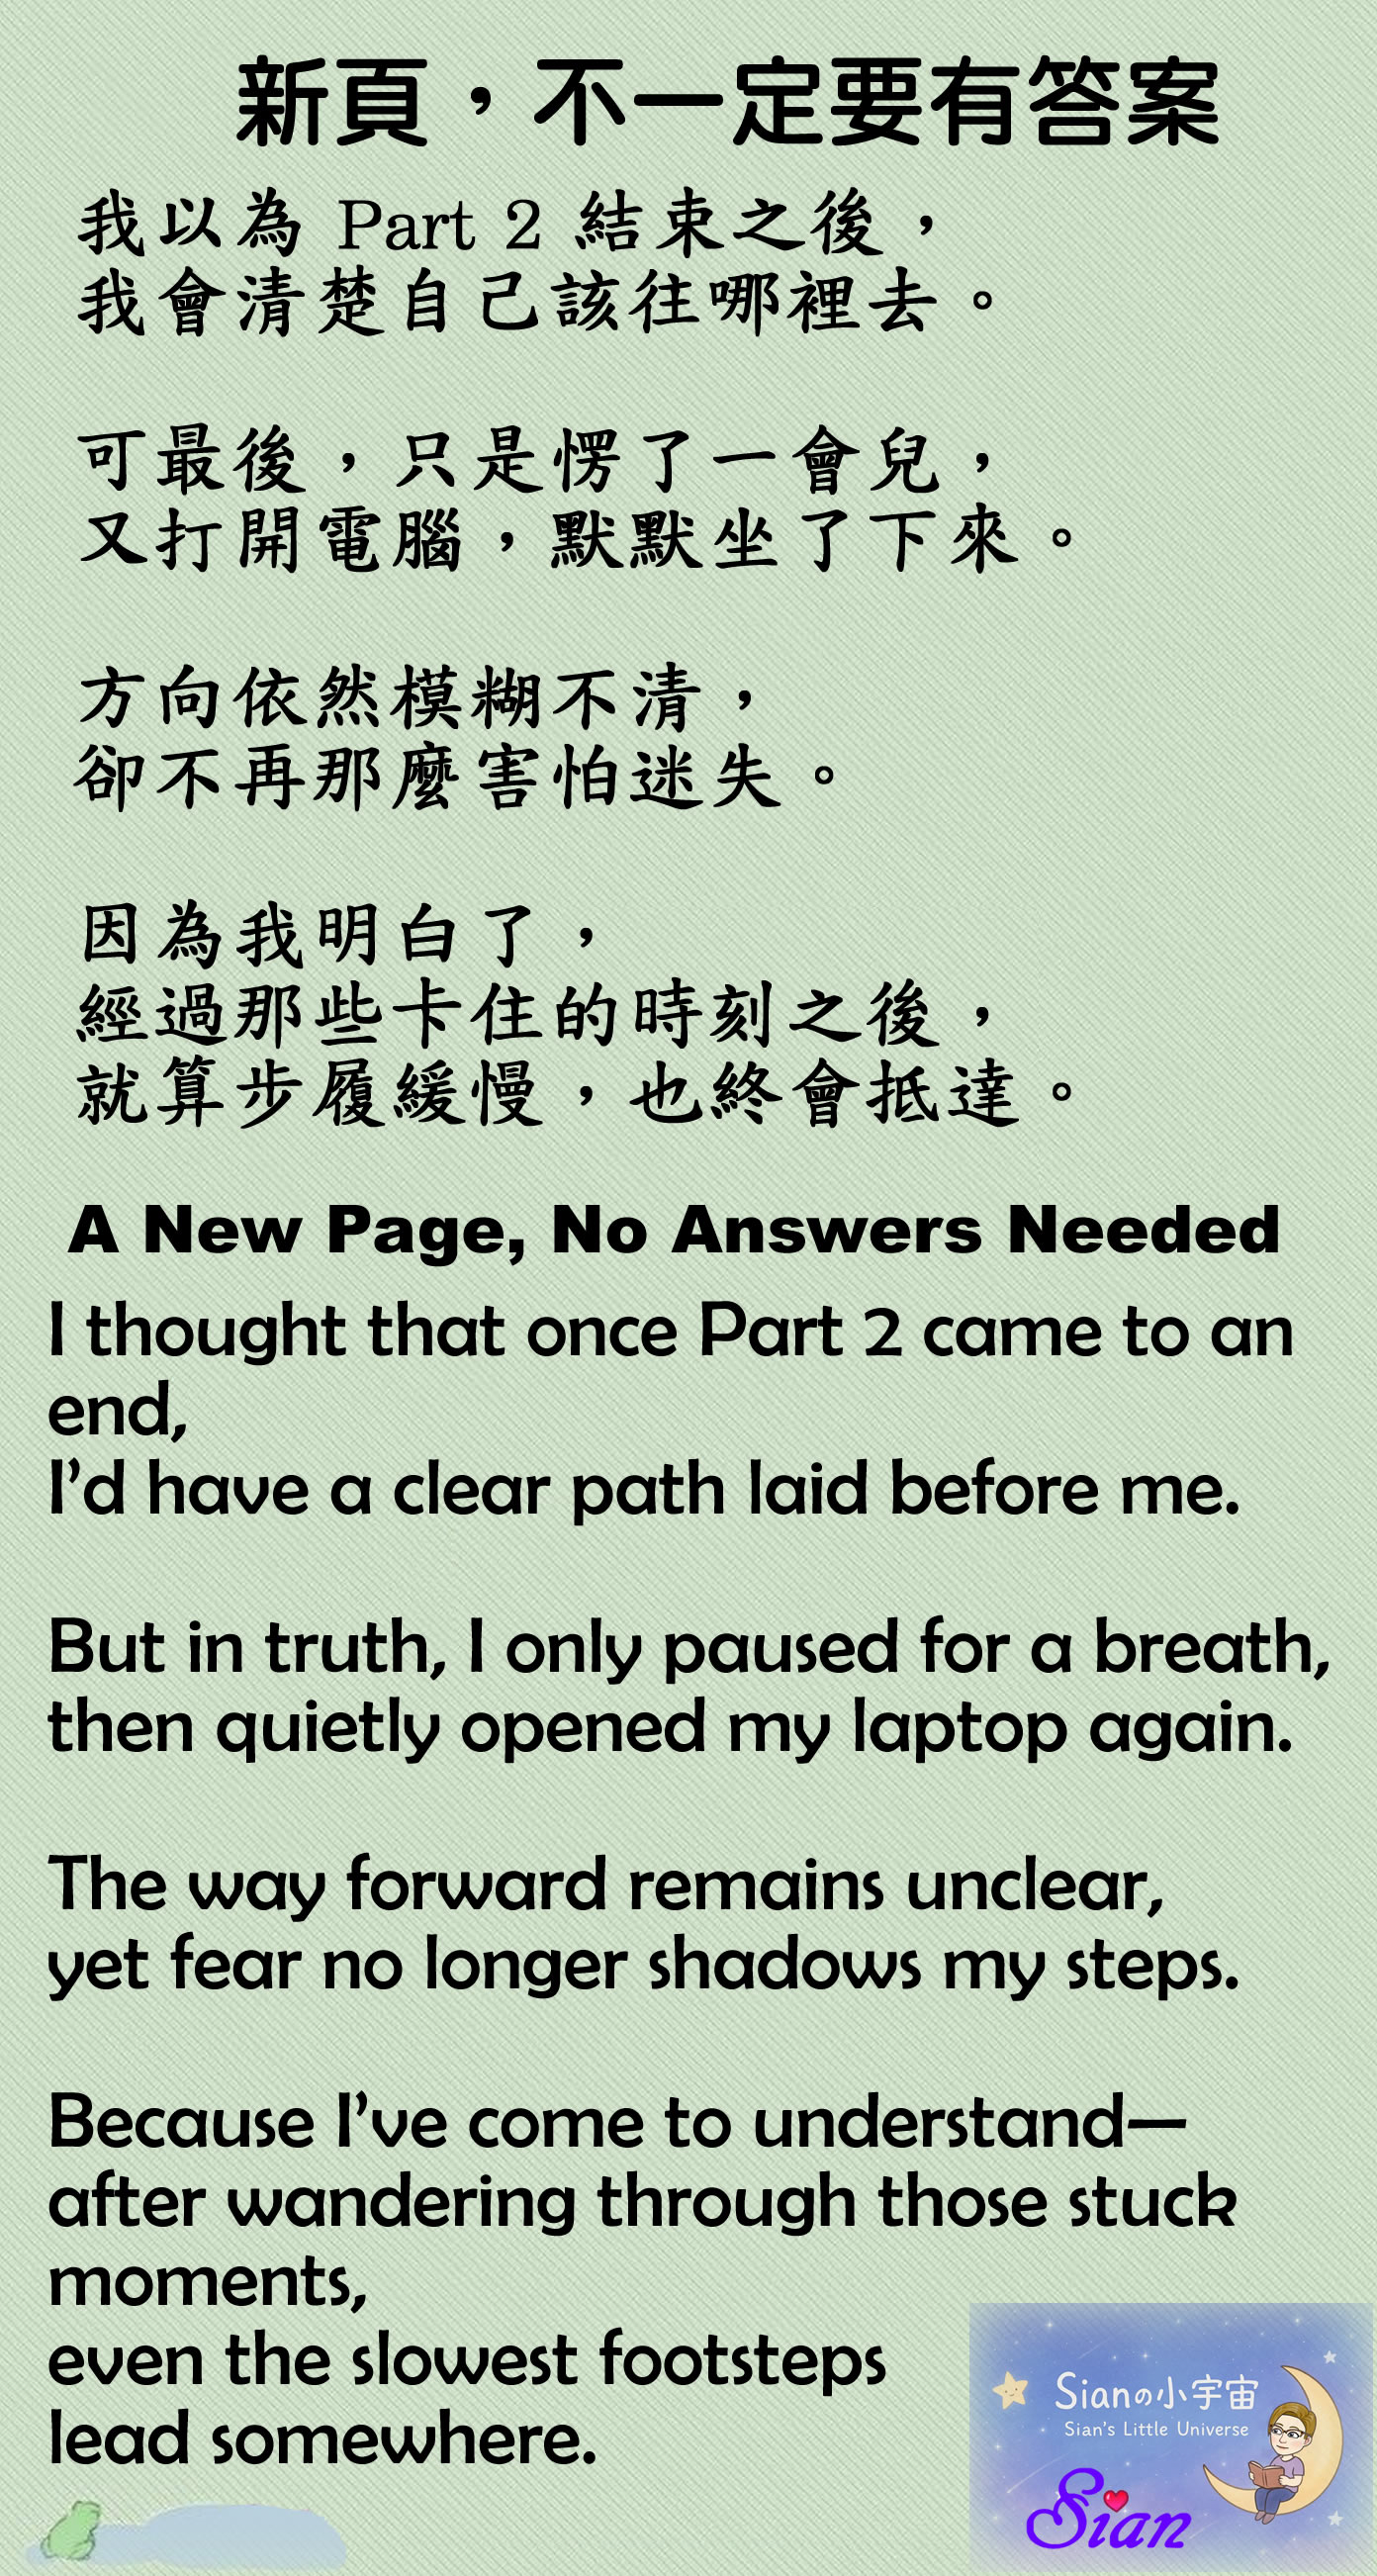 新頁，不一定要有答案
我以為 Part 2 結束之後，
我會清楚自己該往哪裡去。
可最後，只是愣了一會兒，
又打開電腦，默默坐了下來。
方向依然模糊不清，
卻不再那麼害怕迷失。
因為我明白了，
經過那些卡住的時刻之後，
就算步履緩慢，也終會抵達。
A New Page, No Answers Needed
I thought that once Part 2 came to an
end,
I’d have a clear path laid before me.
But in truth, I only paused for a breath,
then quietly opened my laptop again.
The way forward remains unclear,
yet fear no longer shadows my steps.
Because I’ve come to understand—
after wandering through those stuck
moments,
even the slowest footsteps
lead somewhere.
Sianの小宇宙
Sian's Little Universe
Sian